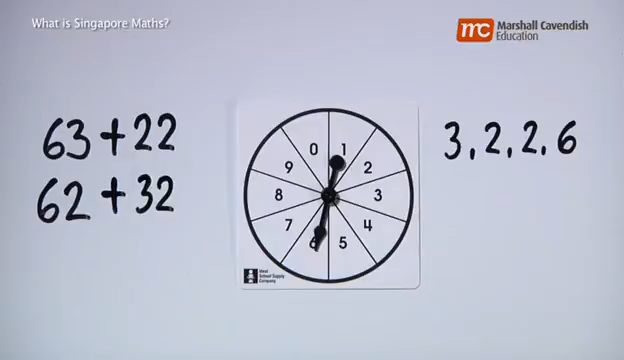 What is Singapore Maths?
mc Marshall Cavendish
Education
63+22
62+32
3, 2, 2, 6
0 1
9 2
8 3
7 4
6 5
Ideal
School Supply
Company